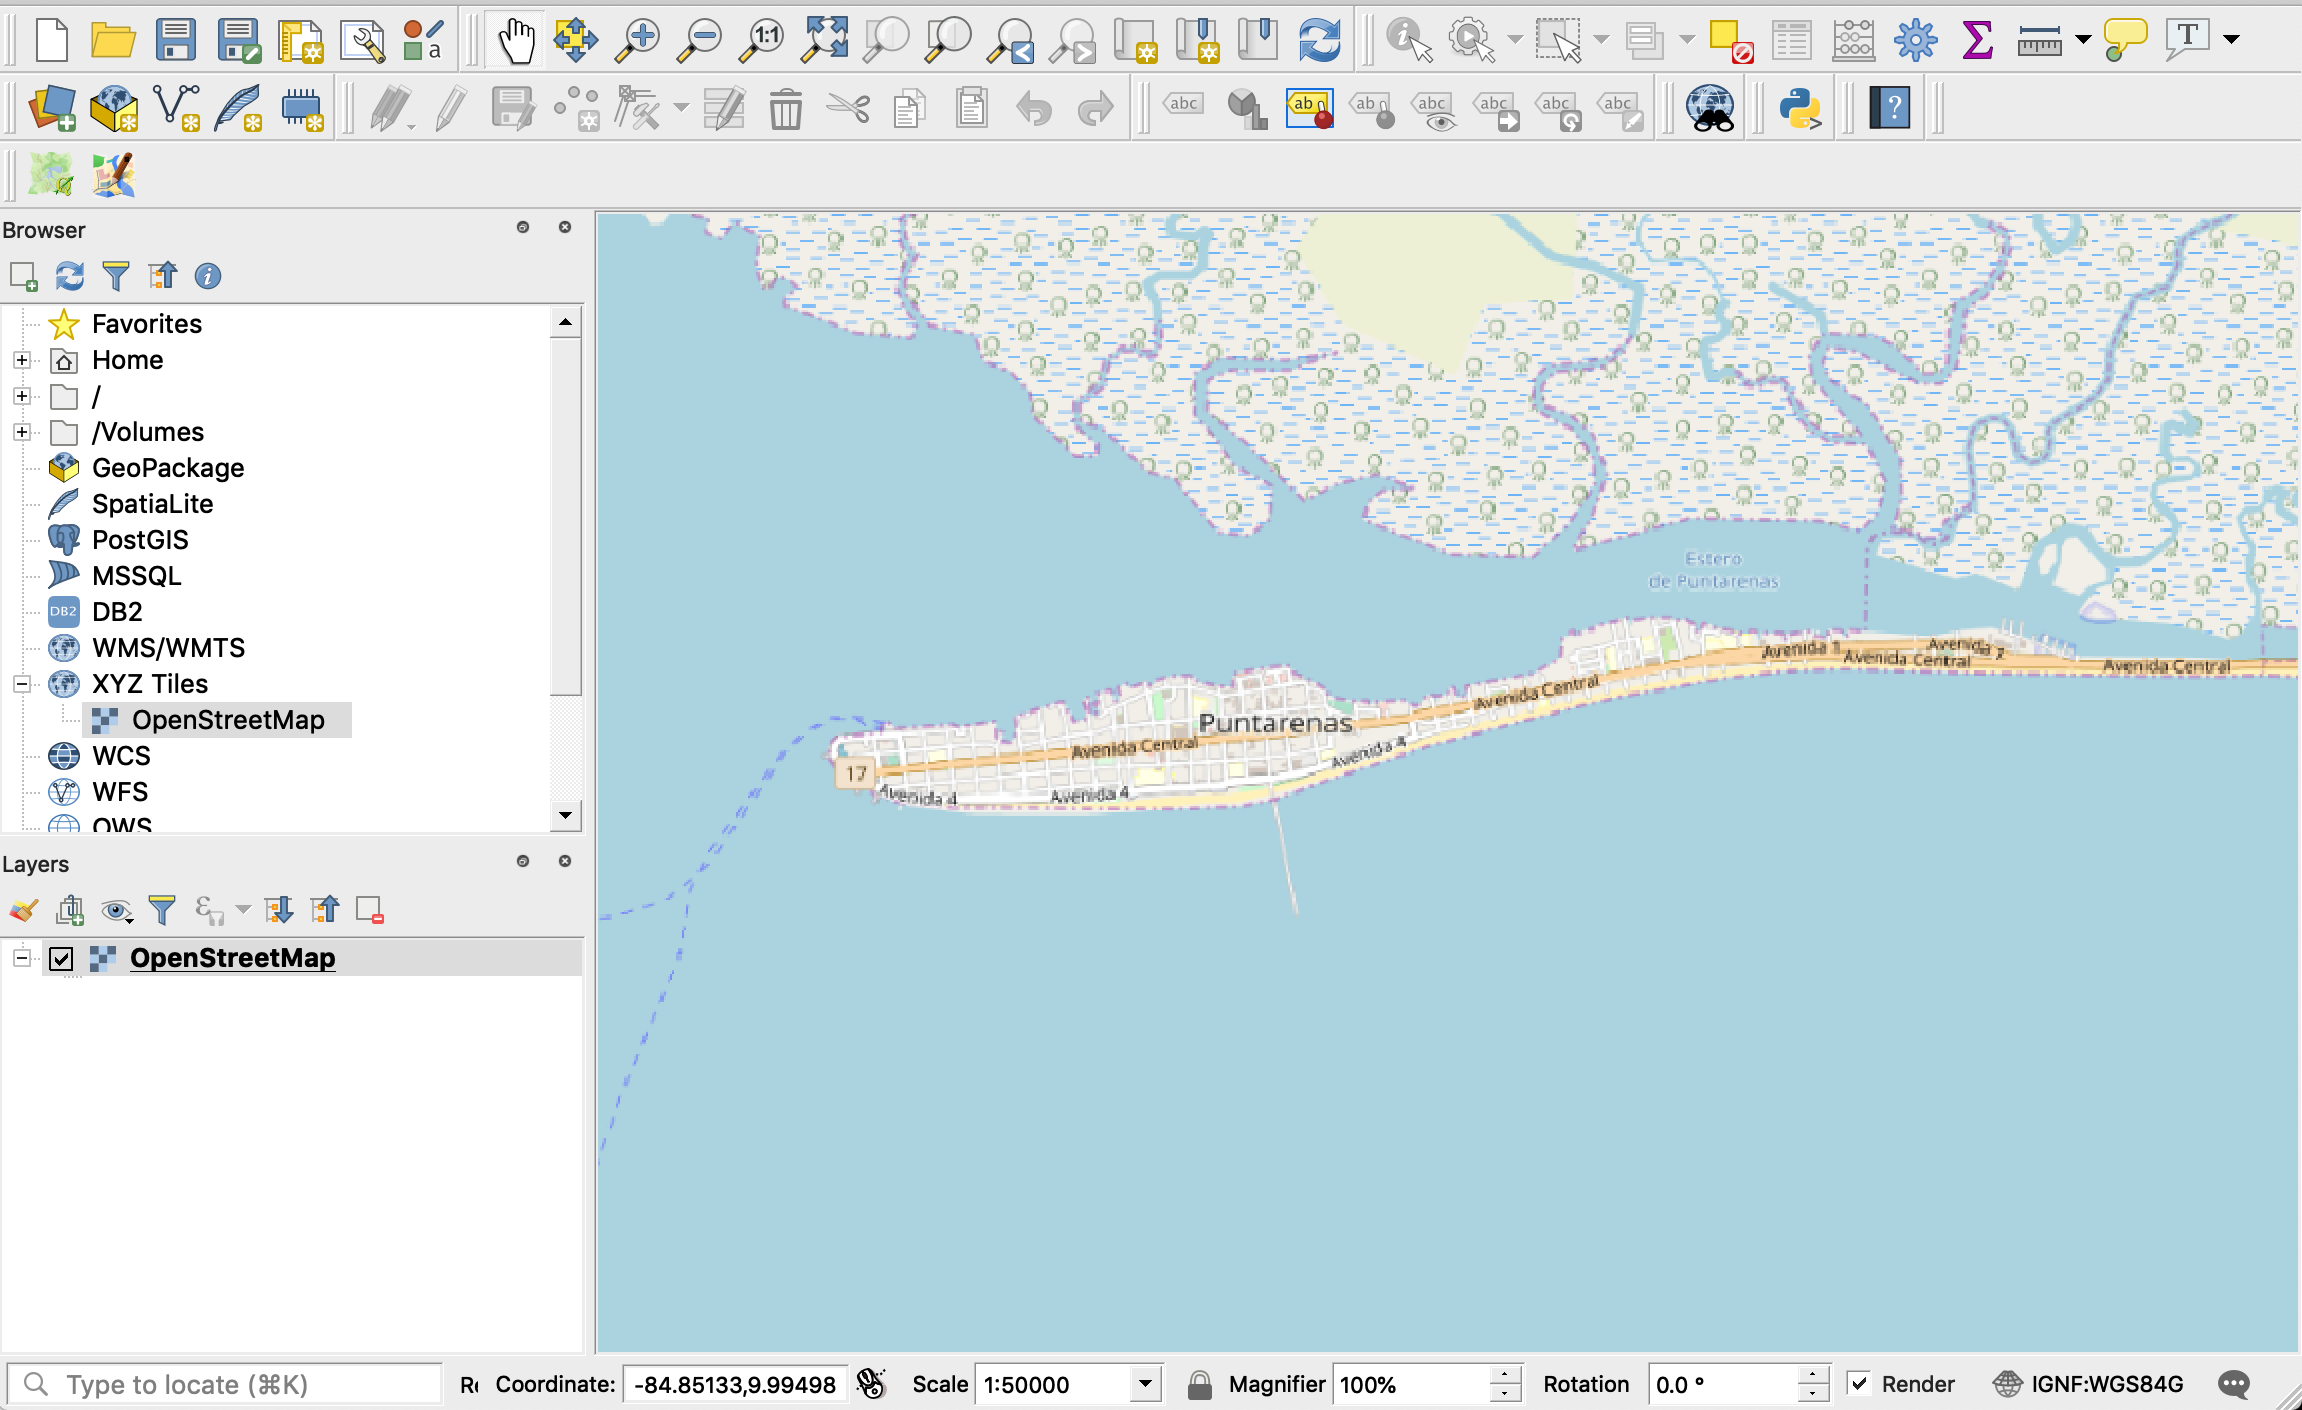 1:1
a
T
abc
ab
ab
abc
abc
abc
abc
?
Browser
Favorites
Home
/
/Volumes
GeoPackage
SpatiaLite
PostGIS
MSSQL
DB2 DB2
WMS/WMTS
XYZ Tiles
OpenStreetMap
WCS
WFS
OWS
Layers
OpenStreetMap
Estero
de Puntarenas
Avenida 1
Avenida 2
Avenida Central
Avenida Central
Avenida Central
Puntarenas
Avenida Central
Avenida 4
17
Avenida 4
Avenida 4
Type to locate (⌘K)
Coordinate: -84.85133,9.99498 Scale 1:50000 Magnifier 100% Rotation 0.0 ° Render IGNF:WGS84G